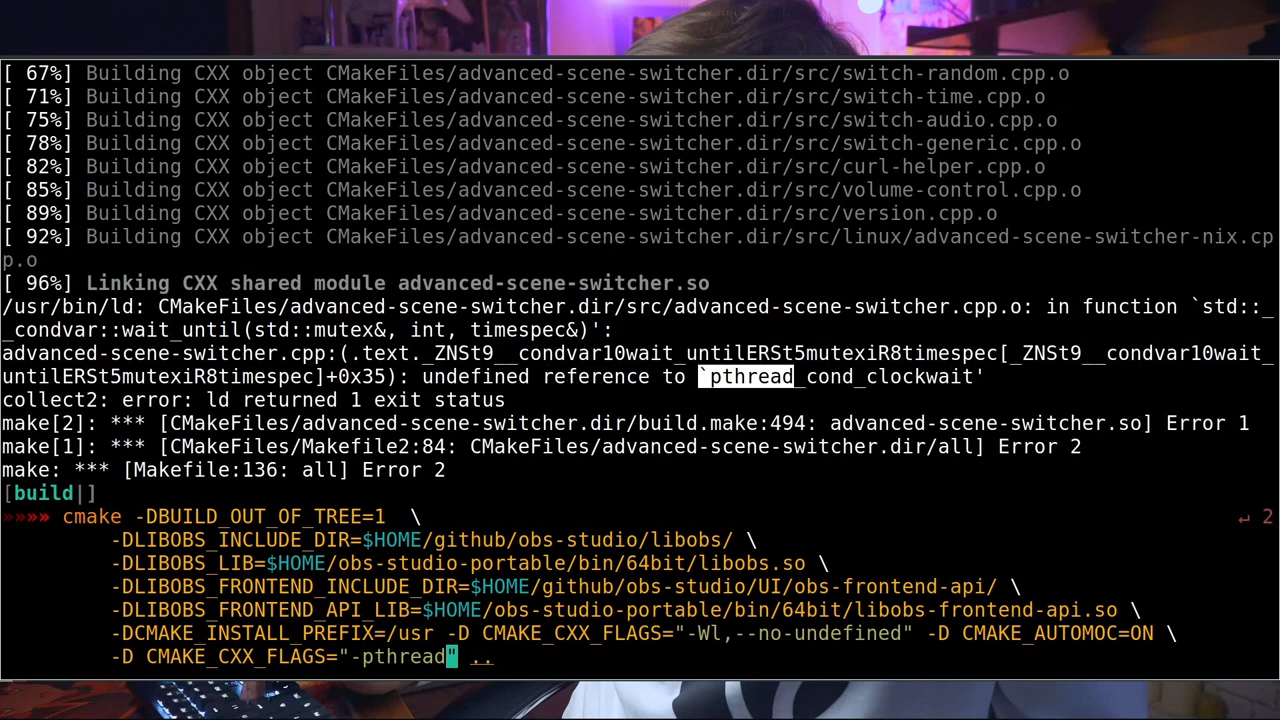 [ 67%] Building CXX object CMakeFiles/advanced-scene-switcher.dir/src/switch-random.cpp.o
[ 71%] Building CXX object CMakeFiles/advanced-scene-switcher.dir/src/switch-time.cpp.o
[ 75%] Building CXX object CMakeFiles/advanced-scene-switcher.dir/src/switch-audio.cpp.o
[ 78%] Building CXX object CMakeFiles/advanced-scene-switcher.dir/src/switch-generic.cpp.o
[ 82%] Building CXX object CMakeFiles/advanced-scene-switcher.dir/src/curl-helper.cpp.o
[ 85%] Building CXX object CMakeFiles/advanced-scene-switcher.dir/src/volume-control.cpp.o
[ 89%] Building CXX object CMakeFiles/advanced-scene-switcher.dir/src/version.cpp.o
[ 92%] Building CXX object CMakeFiles/advanced-scene-switcher.dir/src/linux/advanced-scene-switcher-nix.cp
p.o
[ 96%] Linking CXX shared module advanced-scene-switcher.so
/usr/bin/ld: CMakeFiles/advanced-scene-switcher.dir/src/advanced-scene-switcher.cpp.o: in function `std::_
_condvar::wait_until(std::mutex&, int, timespec&)':
advanced-scene-switcher.cpp:(.text._ZNSt9__condvar10wait_untilERSt5mutexiR8timespec[_ZNSt9__condvar10wait_
untilERSt5mutexiR8timespec]+0x35): undefined reference to `pthread_cond_clockwait'
collect2: error: ld returned 1 exit status
make[2]: *** [CMakeFiles/advanced-scene-switcher.dir/build.make:494: advanced-scene-switcher.so] Error 1
make[1]: *** [CMakeFiles/Makefile2:84: CMakeFiles/advanced-scene-switcher.dir/all] Error 2
make: *** [Makefile:136: all] Error 2
[build|]
»»»» cmake -DBUILD_OUT_OF_TREE=1  \ ↵ 2
-DLIBOBS_INCLUDE_DIR=$HOME/github/obs-studio/libobs/ \
-DLIBOBS_LIB=$HOME/obs-studio-portable/bin/64bit/libobs.so \
-DLIBOBS_FRONTEND_INCLUDE_DIR=$HOME/github/obs-studio/UI/obs-frontend-api/ \
-DLIBOBS_FRONTEND_API_LIB=$HOME/obs-studio-portable/bin/64bit/libobs-frontend-api.so \
-DCMAKE_INSTALL_PREFIX=/usr -D CMAKE_CXX_FLAGS="-Wl,--no-undefined" -D CMAKE_AUTOMOC=ON \
-D CMAKE_CXX_FLAGS="-pthread" ..